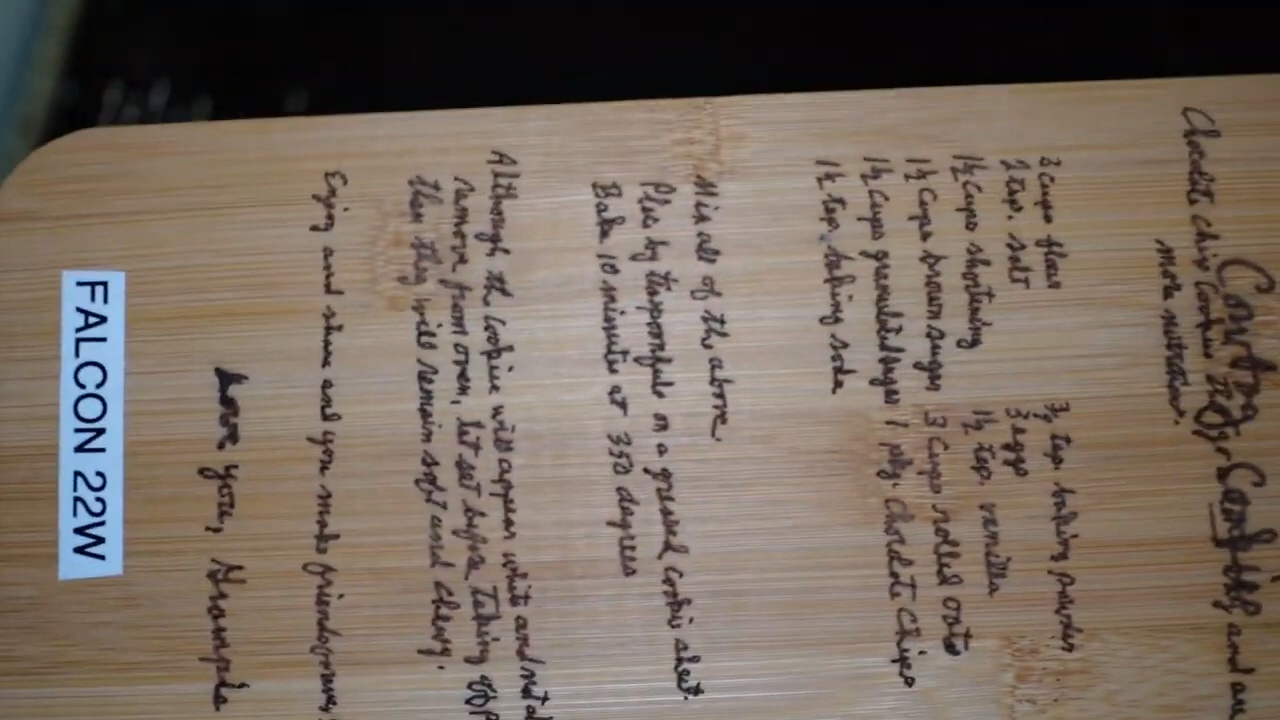 Chocolate chip Cookies
more nutritious.
3 cups flour 3/4 tsp. baking powder
2 tsp. salt 3 eggs
1½ cups shortening 1½ tsp. vanilla
1½ cups brown sugar 3 cups rolled oats
1½ cups granulated sugar 1 pkg. chocolate chips
1½ tsp. baking soda
Mix all of the above.
Place by teaspoonfuls on a greased cookie sheet.
Bake 10 minutes at 350 degrees
Although the cookie will appear white and not
remove from oven, let set before taking off
then they will remain soft and chewy.
Enjoy and share and you make friends
Love you, Grampa
FALCON 22W